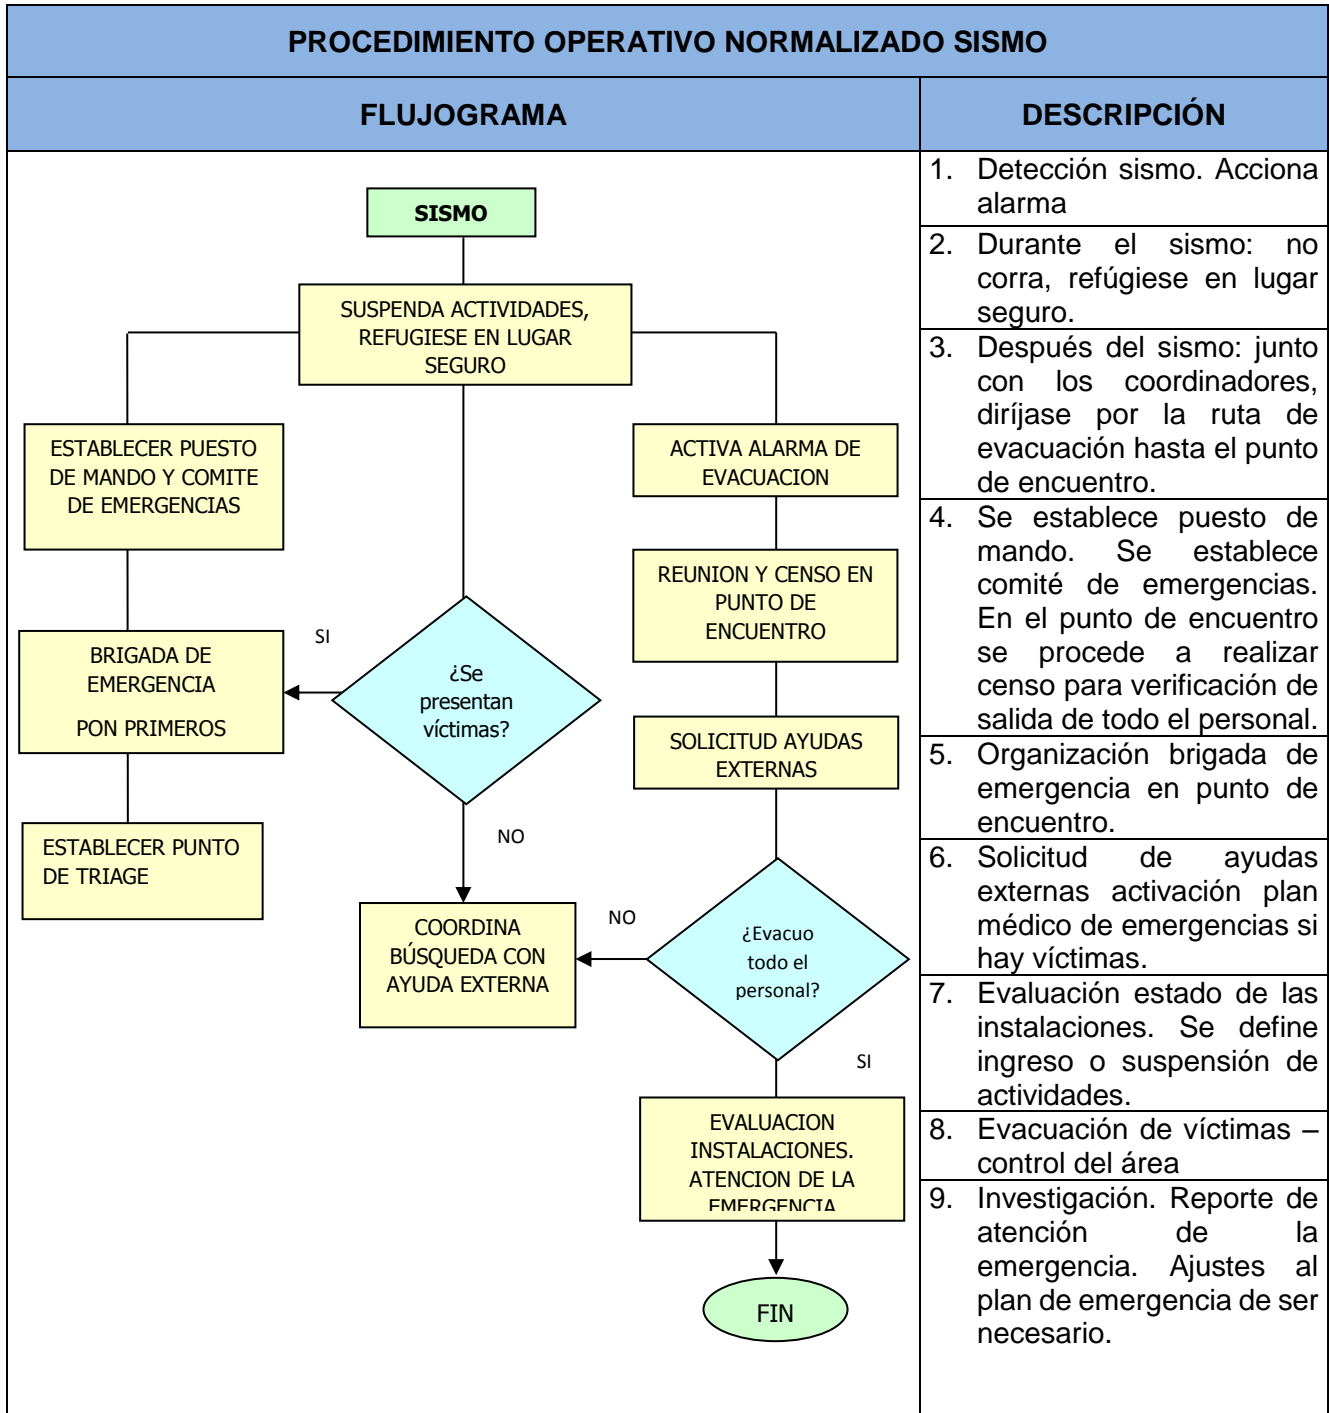 PROCEDIMIENTO OPERATIVO NORMALIZADO SISMO
FLUJOGRAMA
DESCRIPCIÓN
SISMO
SUSPENDA ACTIVIDADES,
REFUGIESE EN LUGAR
SEGURO
ESTABLECER PUESTO
DE MANDO Y COMITE
DE EMERGENCIAS
ACTIVA ALARMA DE
EVACUACION
REUNION Y CENSO EN
PUNTO DE
ENCUENTRO
SI
BRIGADA DE
EMERGENCIA
PON PRIMEROS
¿Se
presentan
víctimas?
SOLICITUD AYUDAS
EXTERNAS
NO
ESTABLECER PUNTO
DE TRIAGE
COORDINA
BÚSQUEDA CON
AYUDA EXTERNA
NO
¿Evacuo
todo el
personal?
SI
EVALUACION
INSTALACIONES.
ATENCION DE LA
EMERGENCIA
FIN
1. Detección sismo. Acciona
alarma
2. Durante el sismo: no
corra, refúgiese en lugar
seguro.
3. Después del sismo: junto
con los coordinadores,
diríjase por la ruta de
evacuación hasta el punto
de encuentro.
4. Se establece puesto de
mando. Se establece
comité de emergencias.
En el punto de encuentro
se procede a realizar
censo para verificación de
salida de todo el personal.
5. Organización brigada de
emergencia en punto de
encuentro.
6. Solicitud de ayudas
externas activación plan
médico de emergencias si
hay víctimas.
7. Evaluación estado de las
instalaciones. Se define
ingreso o suspensión de
actividades.
8. Evacuación de víctimas –
control del área
9. Investigación. Reporte de
atención de la
emergencia. Ajustes al
plan de emergencia de ser
necesario.